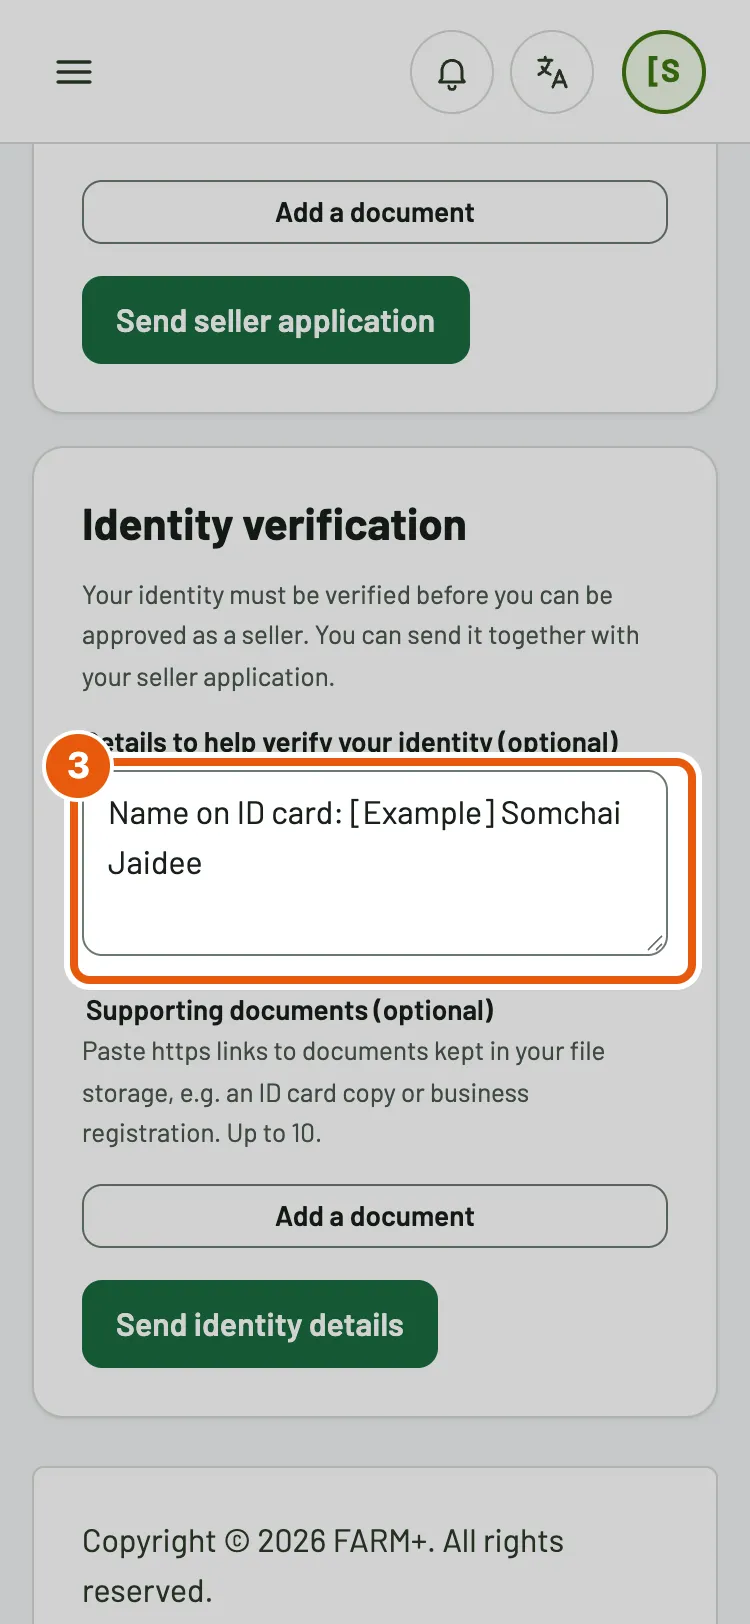 [S
Add a document
Send seller application
Identity verification
Your identity must be verified before you can be
approved as a seller. You can send it together with
your seller application.
Details to help verify your identity (optional)
3
Name on ID card: [Example] Somchai
Jaidee
Supporting documents (optional)
Paste https links to documents kept in your file
storage, e.g. an ID card copy or business
registration. Up to 10.
Add a document
Send identity details
Copyright © 2026 FARM+. All rights
reserved.